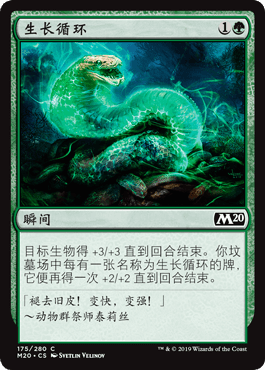 生长循环 1
瞬间 M20
目标生物得 +3/+3 直到回合结束。你坟
墓场中每有一张名称为生长循环的牌，
它便再得一次 +2/+2 直到回合结束。
「褪去旧皮！变快，变强！」
～动物群祭师泰莉丝
175/280 C
M20 • CS SVETLIN VELINOV
™ & © 2019 Wizards of the Coast